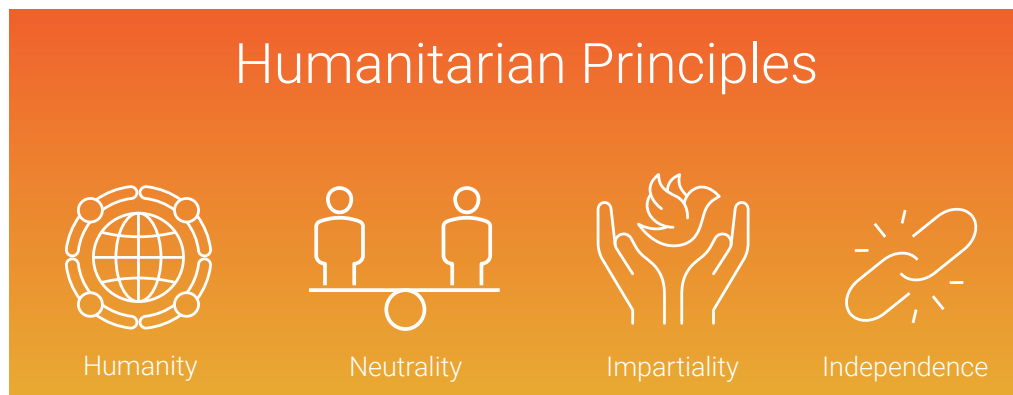 Humanitarian Principles
Humanity
Neutrality
Impartiality
Independence